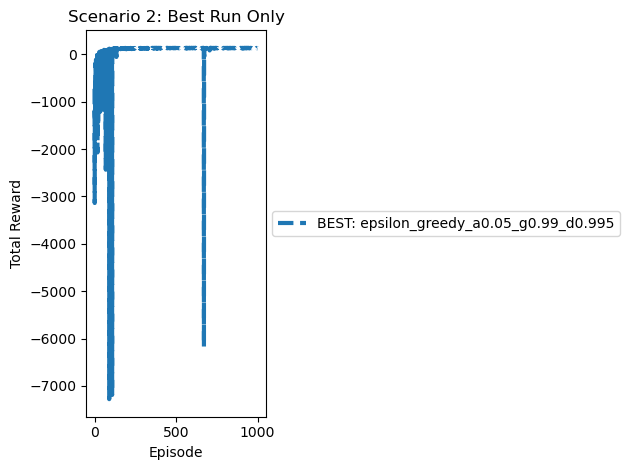 Scenario 2: Best Run Only
Total Reward
0
−1000
−2000
−3000
−4000
−5000
−6000
−7000
0 500 1000
Episode
BEST: epsilon_greedy_a0.05_g0.99_d0.995